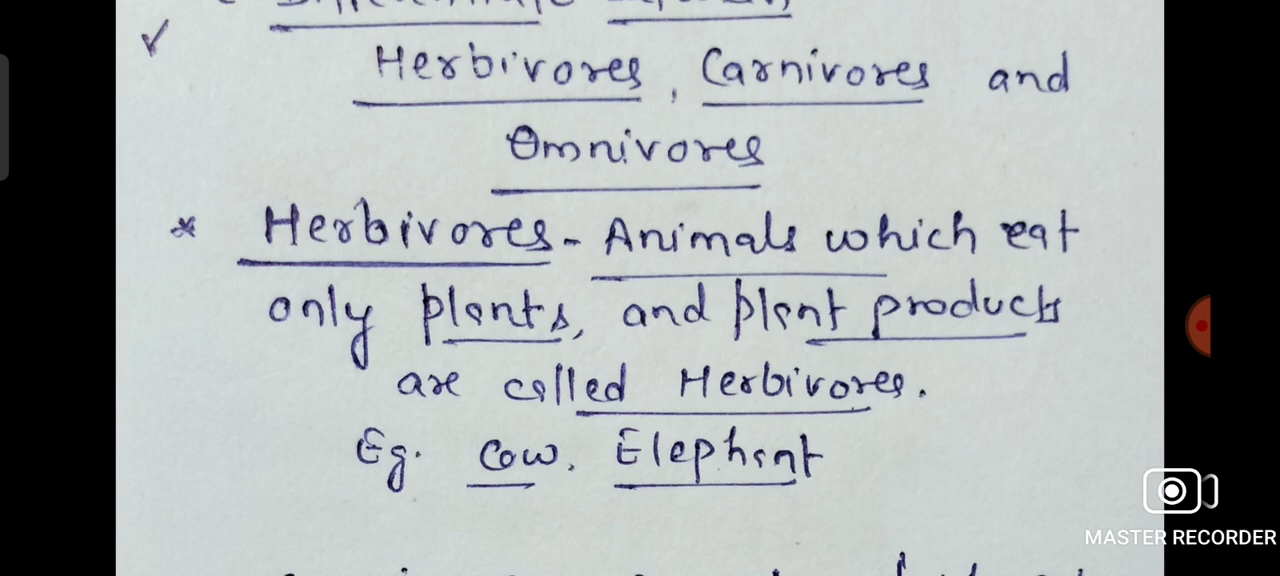 Herbivores, Carnivores and
Omnivores
* Herbivores - Animals which eat
only plants, and plant products
are called Herbivores.
Eg. Cow. Elephant
MASTER RECORDER